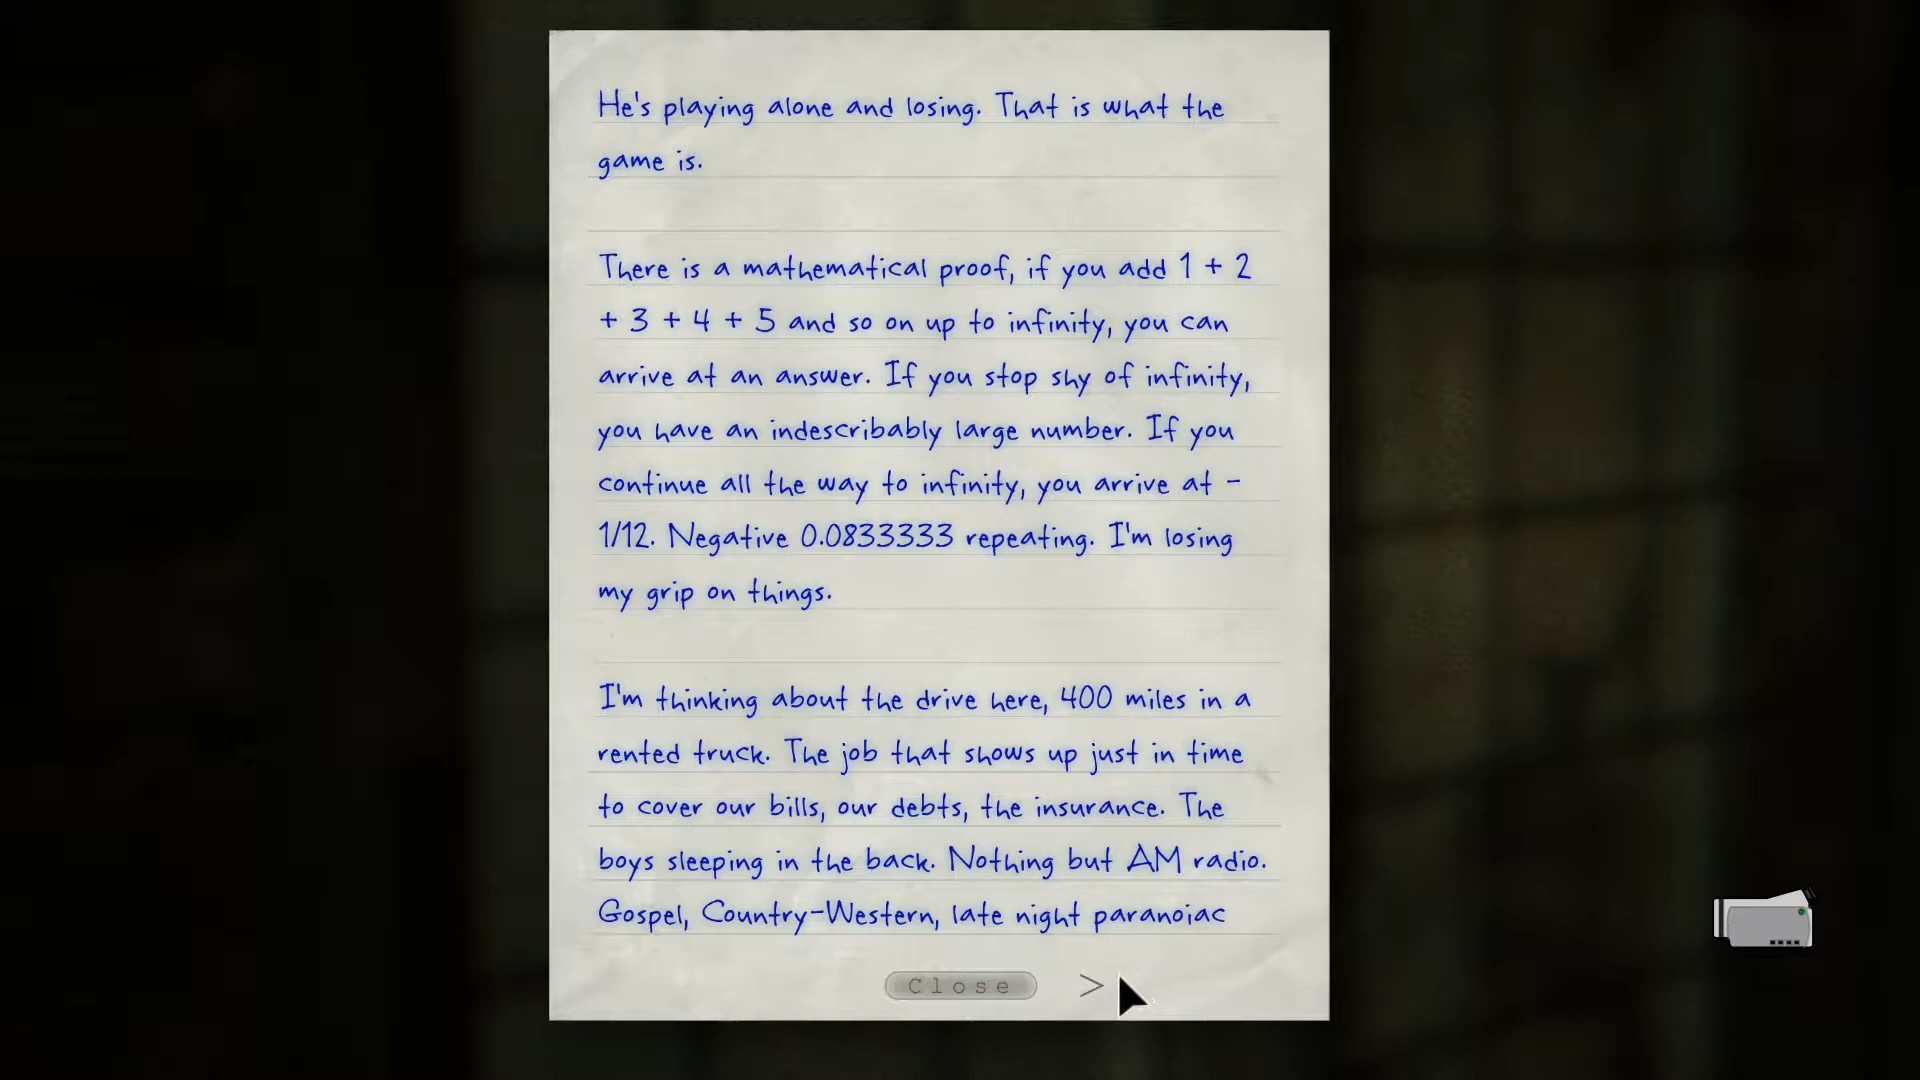 He's playing alone and losing. That is what the
game is.
There is a mathematical proof, if you add 1 + 2
+ 3 + 4 + 5 and so on up to infinity, you can
arrive at an answer. If you stop shy of infinity,
you have an indescribably large number. If you
continue all the way to infinity, you arrive at -
1/12. Negative 0.0833333 repeating. I'm losing
my grip on things.
I'm thinking about the drive here, 400 miles in a
rented truck. The job that shows up just in time
to cover our bills, our debts, the insurance. The
boys sleeping in the back. Nothing but AM radio.
Gospel, Country-Western, late night paranoiac
Close >